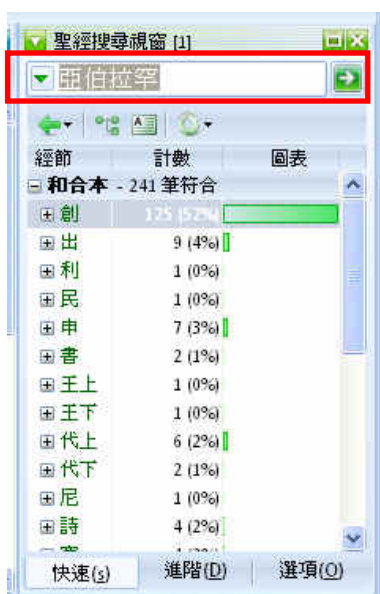 聖經搜尋視窗 [1]
亞伯拉罕
經節 計數 圖表
和合本 - 241 筆符合
創 175 (52%)
出 9 (4%)
利 1 (0%)
民 1 (0%)
申 7 (3%)
書 2 (1%)
王上 1 (0%)
王下 1 (0%)
代上 6 (2%)
代下 2 (1%)
尼 1 (0%)
詩 4 (2%)
快速(s) 進階(D) 選項(O)